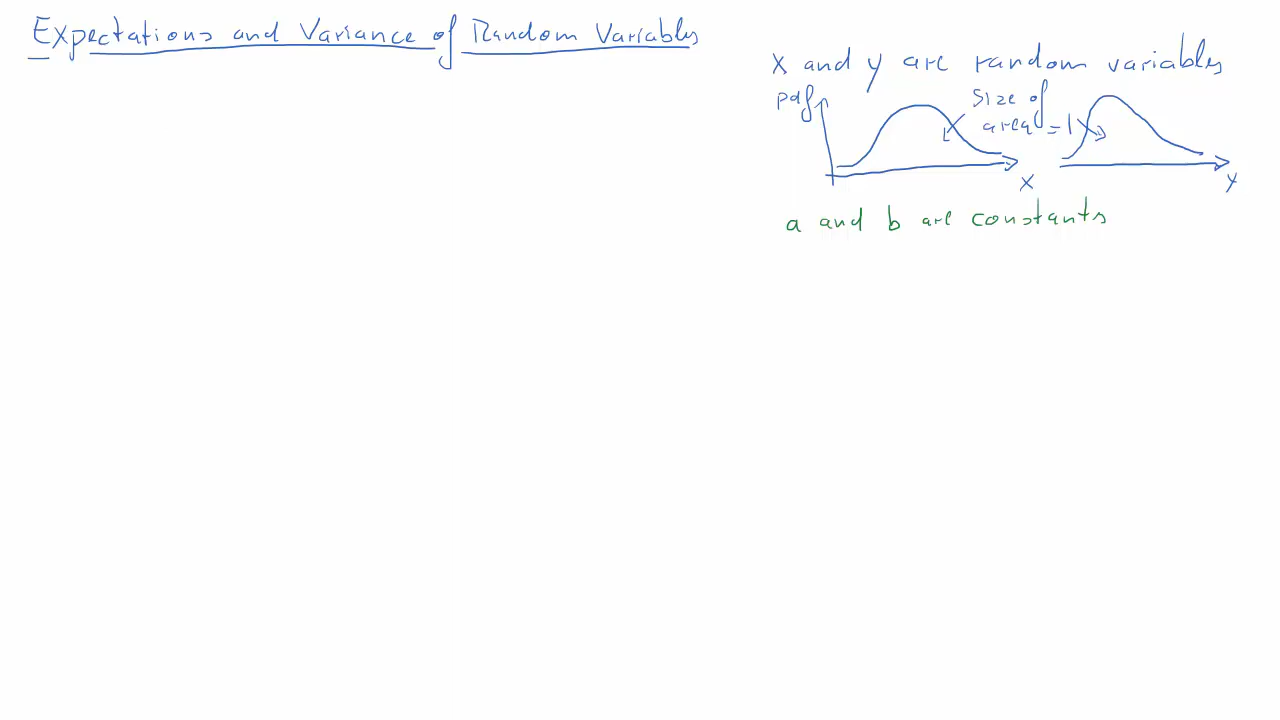 Expectations and Variance of Random Variables
x and y are random variables
pdf
size of
area = 1
x
y
a and b are constants